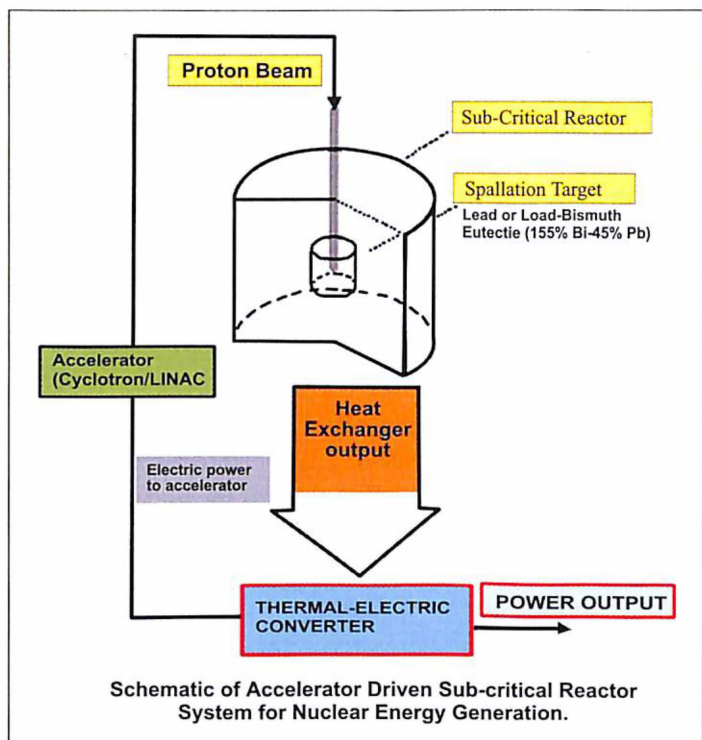 Proton Beam
Sub-Critical Reactor
Spallation Target
Lead or Load-Bismuth
Eutectie (155% Bi-45% Pb)
Accelerator
(Cyclotron/LINAC
Heat
Exchanger
output
Electric power
to accelerator
THERMAL-ELECTRIC
CONVERTER
POWER OUTPUT
Schematic of Accelerator Driven Sub-critical Reactor
System for Nuclear Energy Generation.